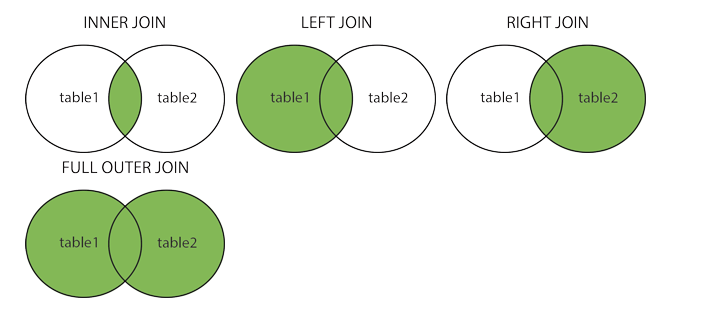 INNER JOIN
LEFT JOIN
RIGHT JOIN
table1
table2
table1
table2
table1
table2
FULL OUTER JOIN
table1
table2